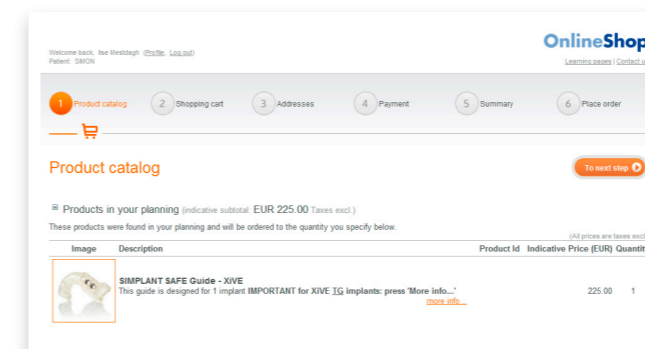 OnlineShop
Welcome back, Ilse Mestdagh (Profile, Log out)
Patient: SIMON
Learning pages | Contact u
1 Product catalog 2 Shopping cart 3 Addresses 4 Payment 5 Summary 6 Place order
Product catalog
To next step
Products in your planning (indicative subtotal: EUR 225.00 Taxes excl.)
These products were found in your planning and will be ordered to the quantity you specify below.
(All prices are taxes excl
Image Description Product Id Indicative Price (EUR) Quantit
SIMPLANT SAFE Guide - XiVE
This guide is designed for 1 implant IMPORTANT for XiVE TG implants: press 'More info...' 225.00 1
more info...